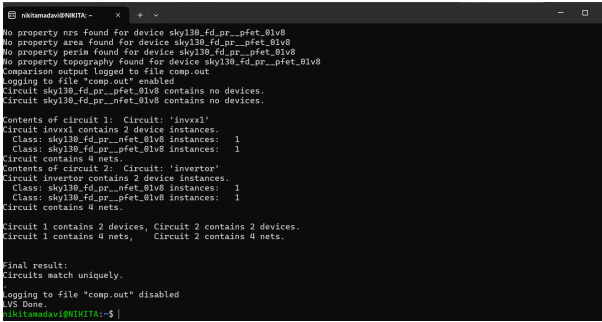 nikitamadavi@NIKITA: ~
No property nrs found for device sky130_fd_pr__pfet_01v8
No property area found for device sky130_fd_pr__pfet_01v8
No property perim found for device sky130_fd_pr__pfet_01v8
No property topography found for device sky130_fd_pr__pfet_01v8
Comparison output logged to file comp.out
Logging to file "comp.out" enabled
Circuit sky130_fd_pr__pfet_01v8 contains no devices.
Circuit sky130_fd_pr__nfet_01v8 contains no devices.
Contents of circuit 1: Circuit: 'invxx1'
Circuit invxx1 contains 2 device instances.
Class: sky130_fd_pr__nfet_01v8 instances: 1
Class: sky130_fd_pr__pfet_01v8 instances: 1
Circuit contains 4 nets.
Contents of circuit 2: Circuit: 'invertor'
Circuit invertor contains 2 device instances.
Class: sky130_fd_pr__nfet_01v8 instances: 1
Class: sky130_fd_pr__pfet_01v8 instances: 1
Circuit contains 4 nets.
Circuit 1 contains 2 devices, Circuit 2 contains 2 devices.
Circuit 1 contains 4 nets, Circuit 2 contains 4 nets.
Final result:
Circuits match uniquely.
.
Logging to file "comp.out" disabled
LVS Done.
nikitamadavi@NIKITA:~$